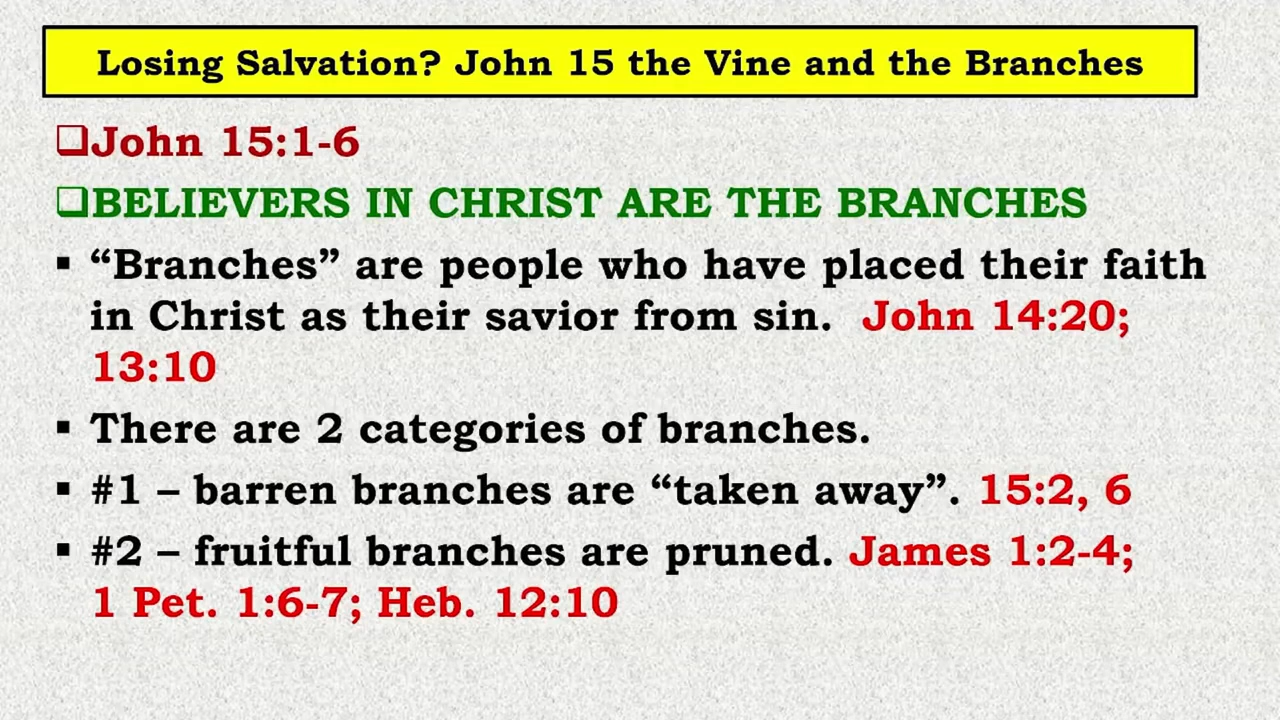 Losing Salvation? John 15 the Vine and the Branches
❑John 15:1-6
❑BELIEVERS IN CHRIST ARE THE BRANCHES
▪ “Branches” are people who have placed their faith
in Christ as their savior from sin.  John 14:20;
13:10
▪ There are 2 categories of branches.
▪ #1 – barren branches are “taken away”. 15:2, 6
▪ #2 – fruitful branches are pruned. James 1:2-4;
1 Pet. 1:6-7; Heb. 12:10